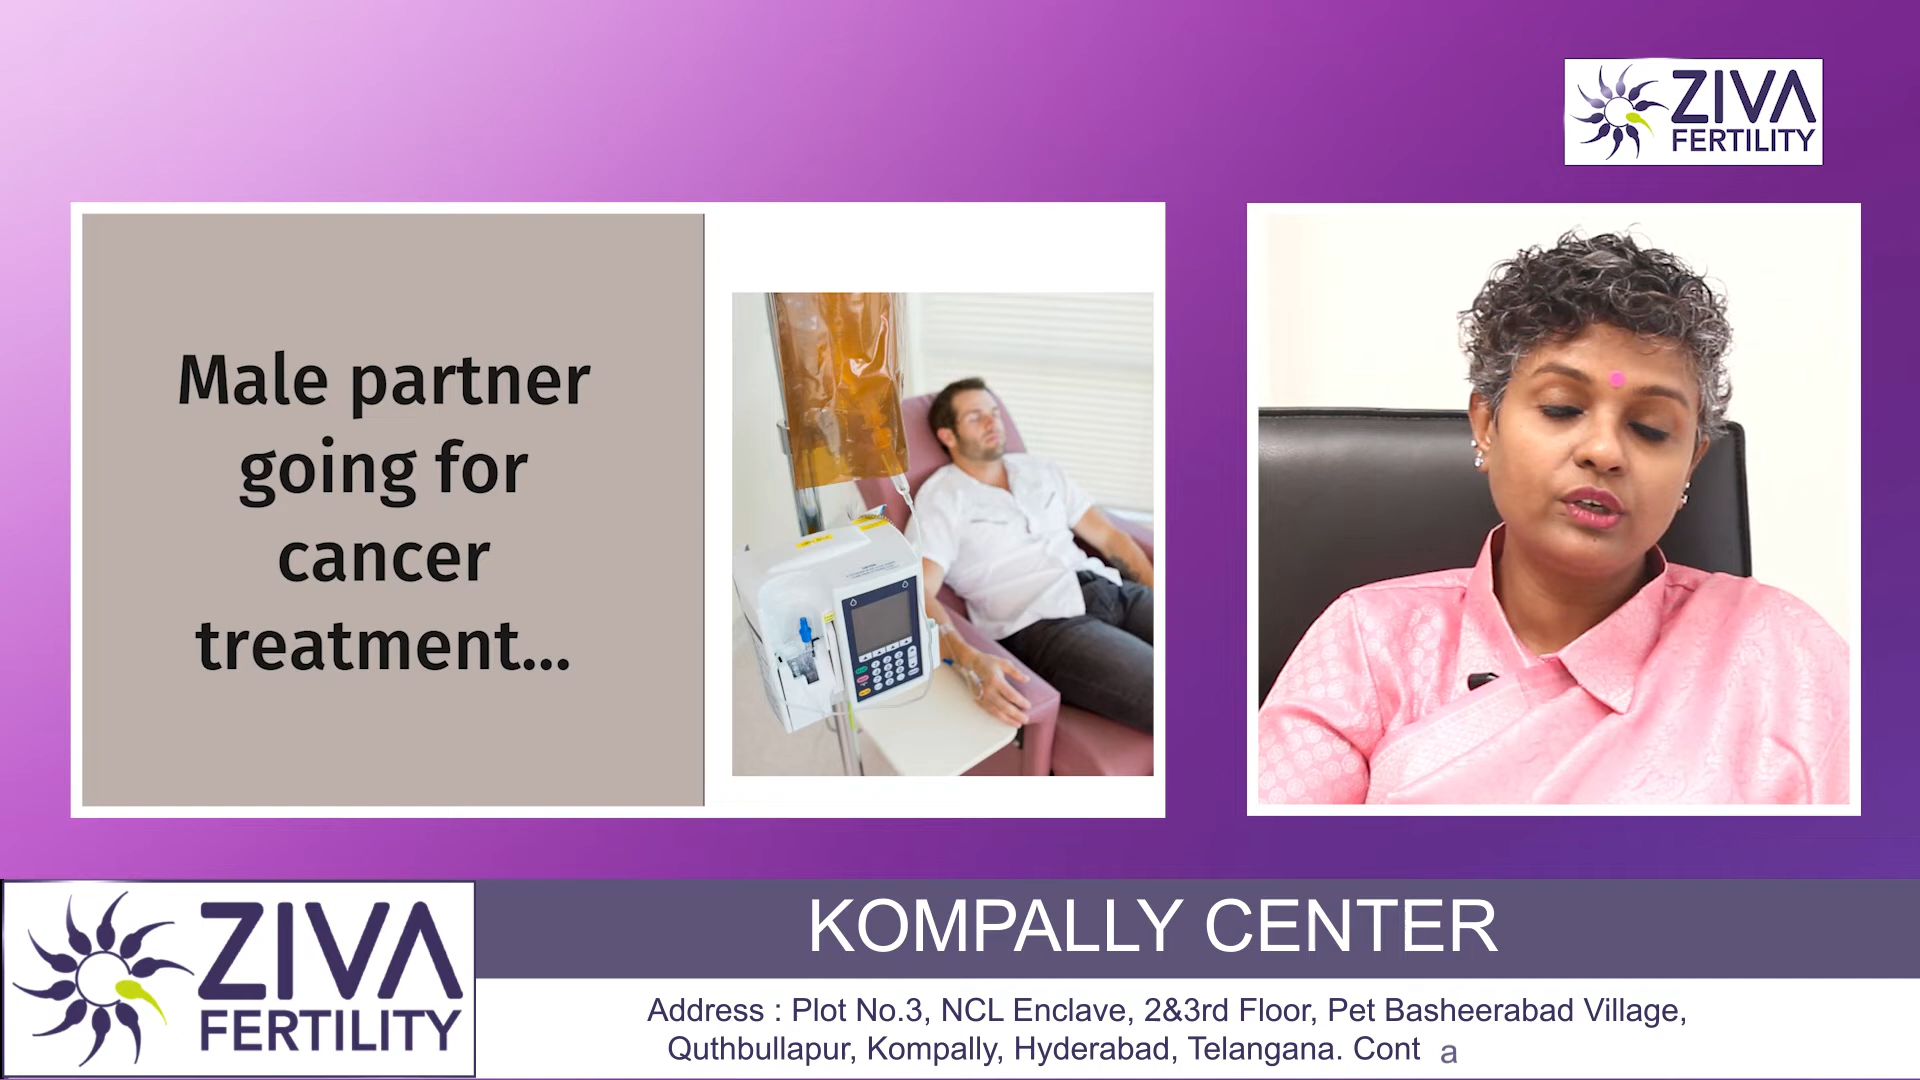 ZIVA
FERTILITY
Male partner
going for
cancer
treatment...
ZIVA
FERTILITY
KOMPALLY CENTER
Address : Plot No.3, NCL Enclave, 2&3rd Floor, Pet Basheerabad Village,
Quthbullapur, Kompally, Hyderabad, Telangana. Cont a